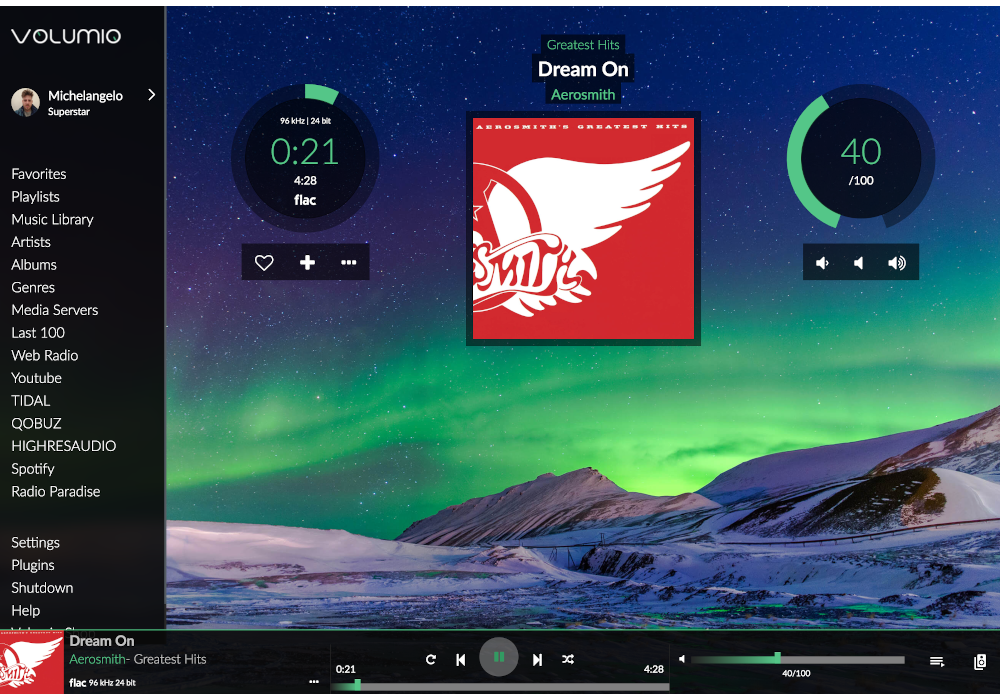 VOLUMIO
Michelangelo
Superstar
Favorites
Playlists
Music Library
Artists
Albums
Genres
Media Servers
Last 100
Web Radio
Youtube
TIDAL
QOBUZ
HIGHRESAUDIO
Spotify
Radio Paradise
Settings
Plugins
Shutdown
Help
Greatest Hits
Dream On
Aerosmith
96 kHz | 24 bit
0:21
4:28
flac
AEROSMITH'S GREATEST HITS
40
/100
Dream On
Aerosmith- Greatest Hits
flac 96 kHz 24 bit
0:21
4:28
40/100